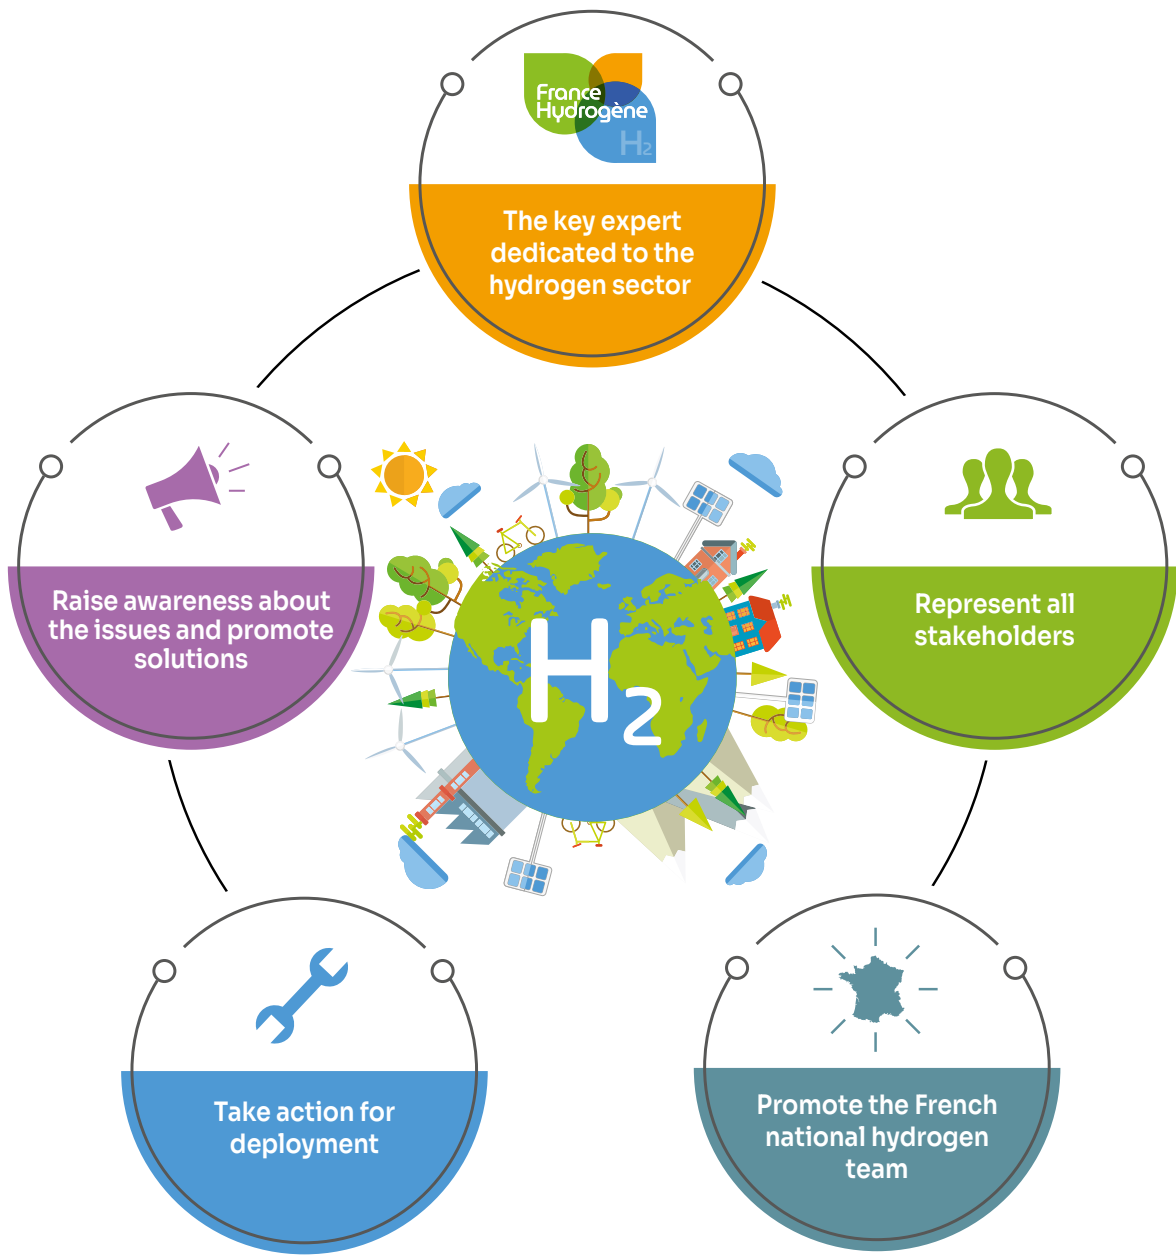 France
Hydrogène
H₂
The key expert
dedicated to the
hydrogen sector
Raise awareness about
the issues and promote
solutions
Represent all
stakeholders
H₂
Take action for
deployment
Promote the French
national hydrogen
team